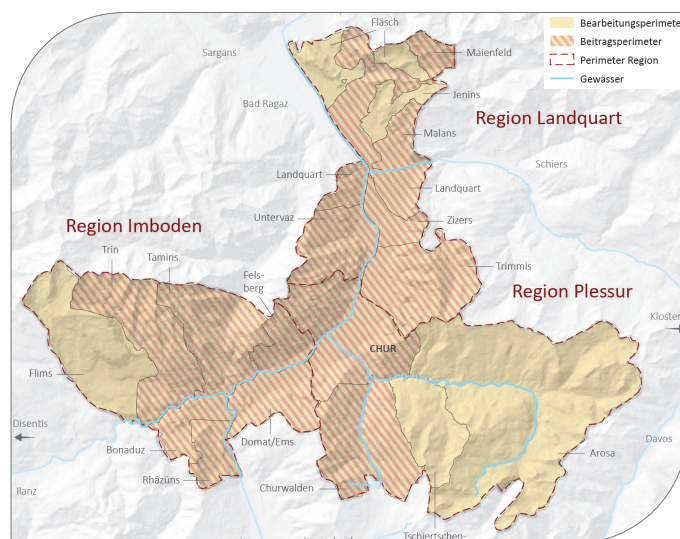 Fläsch
Bearbeitungsperimete
Beitragsperimeter
Perimeter Region
Gewässer
Sargans
Maienfeld
Bad Ragaz
Jenins
Region Landquart
Malans
Schiers
Landquart
Landquart
Untervaz
Zizers
Region Imboden
Trin
Tamins
Trimmis
Fels-
berg
Region Plessur
Kloster
CHUR
Flims
Disentis
Domat/Ems
Davos
Bonaduz
Arosa
Rhäzüns
Churwalden
Ilanz
Tschiertschen-